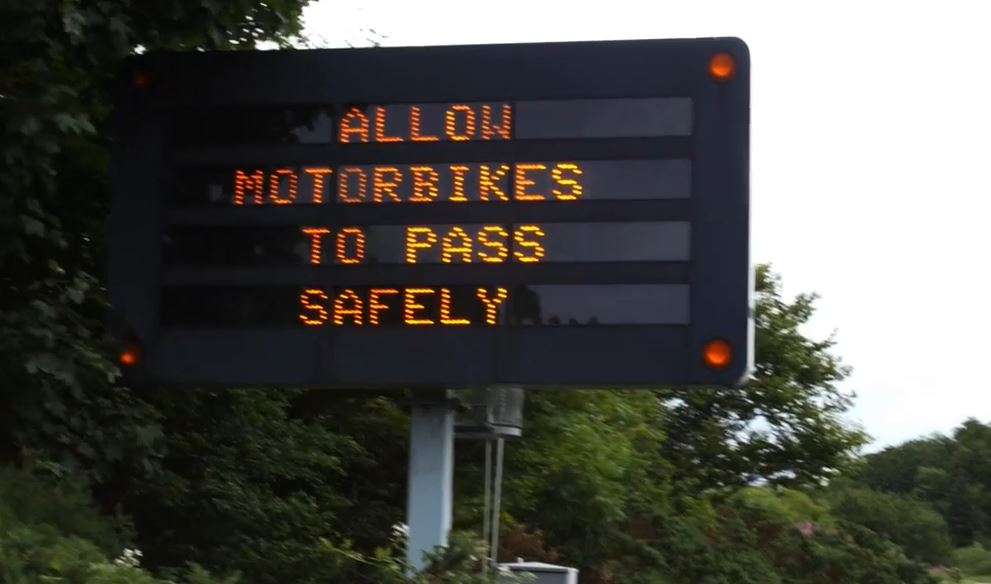 ALLOW
MOTORBIKES
TO PASS
SAFELY